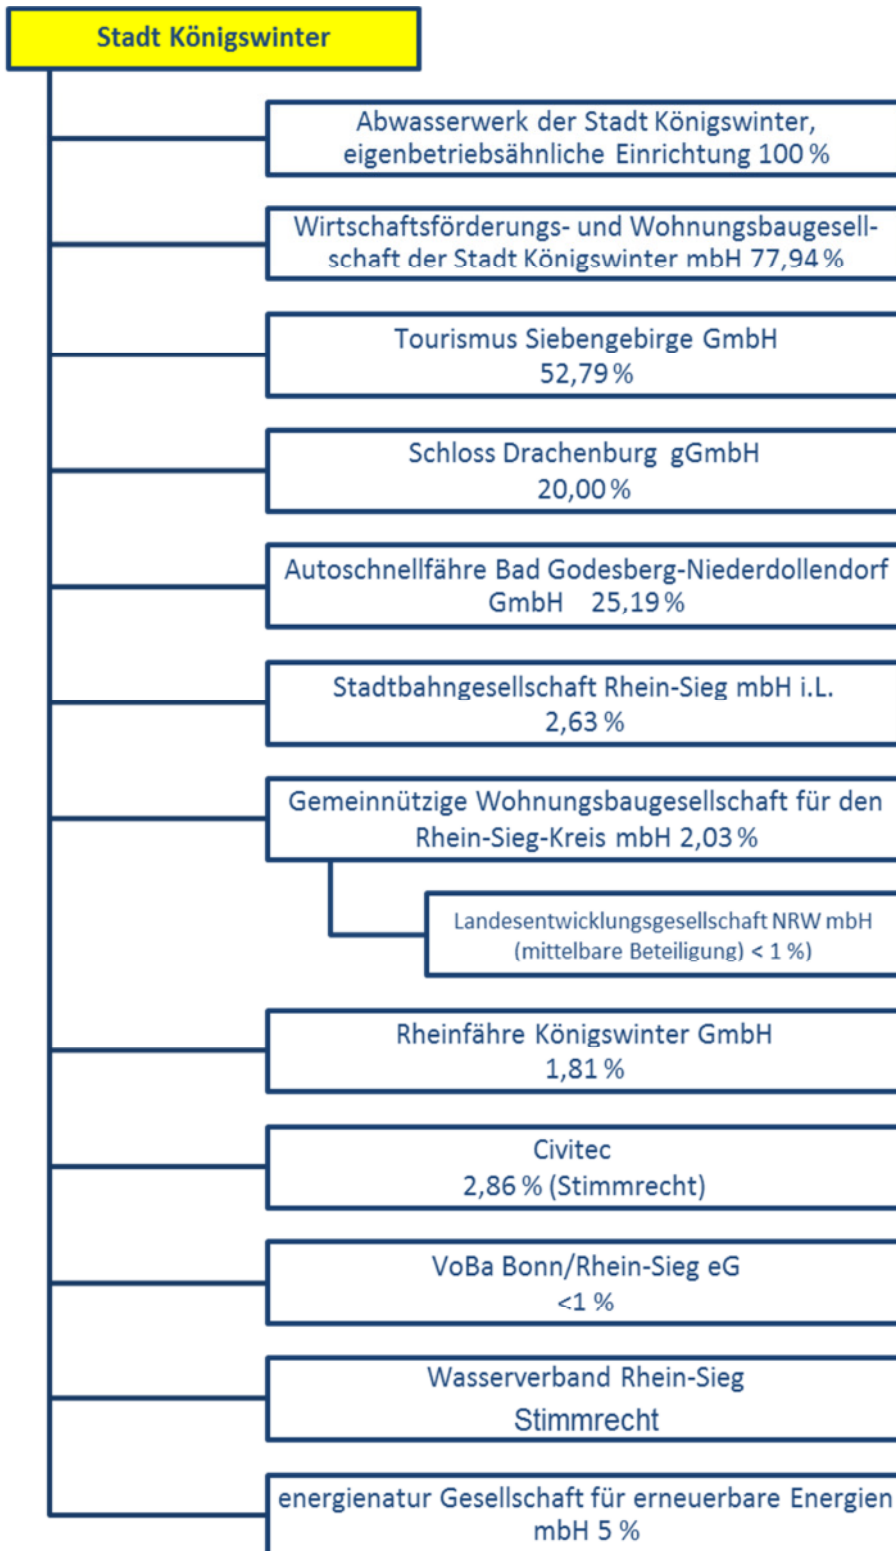 Stadt Königswinter
Abwasserwerk der Stadt Königswinter,
eigenbetriebsähnliche Einrichtung 100 %
Wirtschaftsförderungs- und Wohnungsbaugesell-
schaft der Stadt Königswinter mbH 77,94 %
Tourismus Siebengebirge GmbH
52,79 %
Schloss Drachenburg gGmbH
20,00 %
Autoschnellfähre Bad Godesberg-Niederdollendorf
GmbH 25,19 %
Stadtbahngesellschaft Rhein-Sieg mbH i.L.
2,63 %
Gemeinnützige Wohnungsbaugesellschaft für den
Rhein-Sieg-Kreis mbH 2,03 %
Landesentwicklungsgesellschaft NRW mbH
(mittelbare Beteiligung) < 1 %)
Rheinfähre Königswinter GmbH
1,81 %
Civitec
2,86 % (Stimmrecht)
VoBa Bonn/Rhein-Sieg eG
<1 %
Wasserverband Rhein-Sieg
Stimmrecht
energienatur Gesellschaft für erneuerbare Energien
mbH 5 %